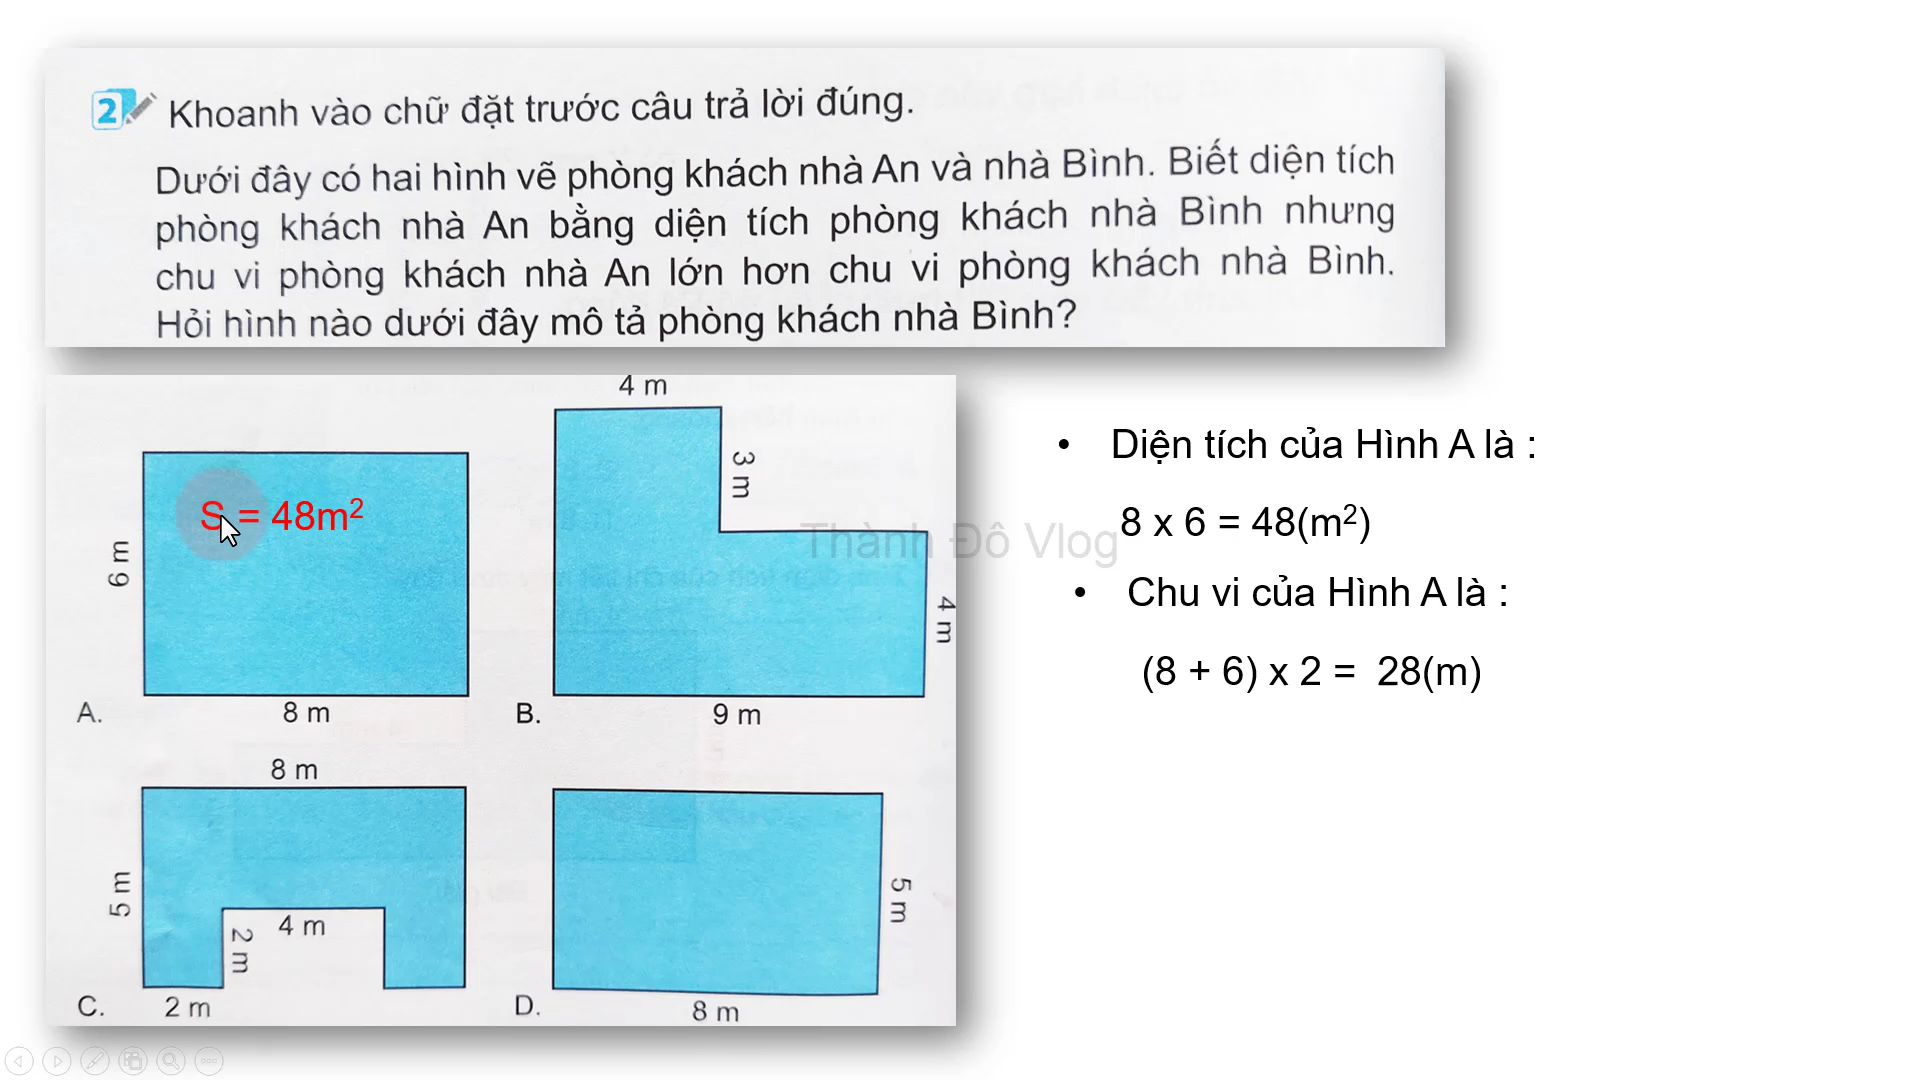 2 Khoanh vào chữ đặt trước câu trả lời đúng.
Dưới đây có hai hình vẽ phòng khách nhà An và nhà Bình. Biết diện tích
phòng khách nhà An bằng diện tích phòng khách nhà Bình nhưng
chu vi phòng khách nhà An lớn hơn chu vi phòng khách nhà Bình.
Hỏi hình nào dưới đây mô tả phòng khách nhà Bình?
S = 48m²
6 m
8 m
A.
4 m
3 m
4 m
9 m
B.
8 m
5 m
2 m
4 m
2 m
C.
5 m
8 m
D.
• Diện tích của Hình A là :
8 x 6 = 48(m²)
• Chu vi của Hình A là :
(8 + 6) x 2 = 28(m)
Thành Đô Vlog